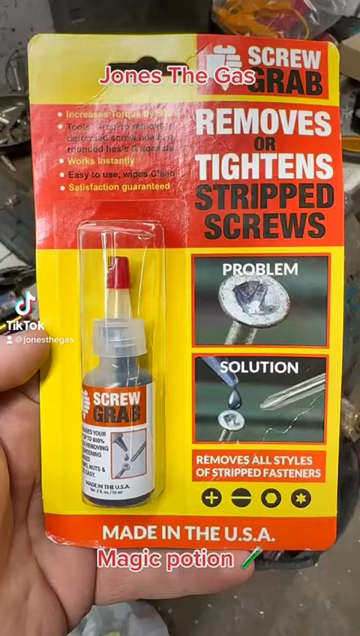 Jones The Gas
SCREW
GRAB
• Increases Torque by
REMOVES
OR
TIGHTENS
STRIPPED
SCREWS
• Works Instantly
• Easy to use, wipes Clean
• Satisfaction guaranteed
PROBLEM
SOLUTION
TikTok
@jonesthegas
SCREW
GRAB
MADE IN THE U.S.A.
REMOVES ALL STYLES
OF STRIPPED FASTENERS
MADE IN THE U.S.A.
Magic potion